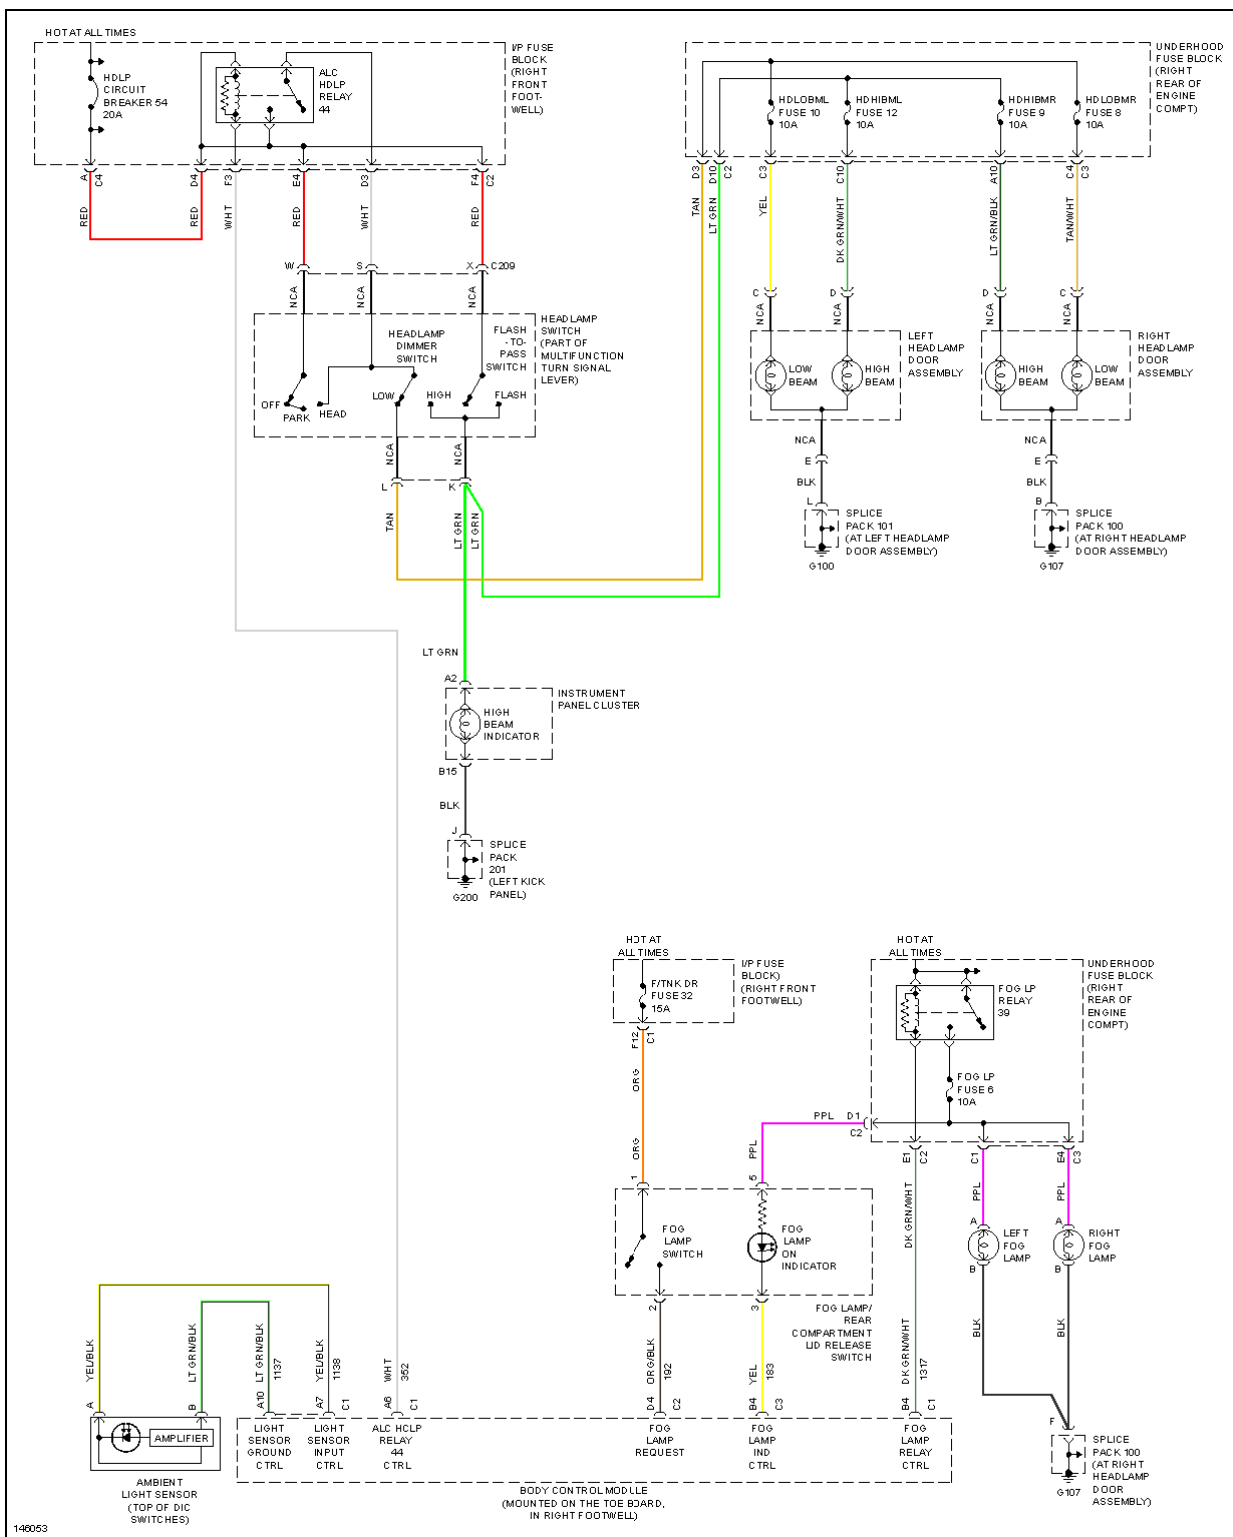 HOT AT ALL TIMES
HDLP
CIRCUIT
BREAKER 54
20A
ALC
HDLP
RELAY
44
I/P FUSE
BLOCK
(RIGHT
FRONT
FOOT-
WELL)
A
C4
D4
F3
E4
D3
F4
C2
RED
RED
WHT
RED
WHT
RED
W
S
X
C209
NCA
NCA
NCA
HEADLAMP
DIMMER
SWITCH
FLASH
-TO-
PASS
SWITCH
HEADLAMP
SWITCH
(PART OF
MULTIFUNCTION
TURN SIGNAL
LEVER)
OFF
PARK
HEAD
LOW
HIGH
FLASH
NCA
NCA
L
K
TAN
LT GRN
LT GRN
UNDERHOOD
FUSE BLOCK
(RIGHT
REAR OF
ENGINE
COMPT)
HDLOBML
FUSE 10
10A
HDHIBML
FUSE 12
10A
HDHIBMR
FUSE 9
10A
HDLOBMR
FUSE 8
10A
D3
D10
C2
C3
C10
A10
C4
C3
TAN
LT GRN
YEL
DK GRN/WHT
LT GRN/BLK
TAN/WHT
C
D
D
C
NCA
NCA
NCA
NCA
LOW
BEAM
HIGH
BEAM
LEFT
HEADLAMP
DOOR
ASSEMBLY
HIGH
BEAM
LOW
BEAM
RIGHT
HEADLAMP
DOOR
ASSEMBLY
NCA
E
BLK
L
SPLICE
PACK 101
(AT LEFT HEADLAMP
DOOR ASSEMBLY)
G100
NCA
E
BLK
B
SPLICE
PACK 100
(AT RIGHT HEADLAMP
DOOR ASSEMBLY)
G107
LT GRN
A2
INSTRUMENT
PANEL CLUSTER
HIGH
BEAM
INDICATOR
B15
BLK
J
SPLICE
PACK
201
(LEFT KICK
PANEL)
G200
HOT AT
ALL TIMES
F/TNK DR
FUSE 32
15A
I/P FUSE
BLOCK)
(RIGHT FRONT
FOOTWELL)
F12
C1
ORG
ORG
1
HOT AT
ALL TIMES
FOG LP
RELAY
39
UNDERHOOD
FUSE BLOCK
(RIGHT
REAR OF
ENGINE
COMPT)
FOG LP
FUSE 6
10A
PPL
D1
C2
PPL
5
E1
C2
C1
E4
C3
DK GRN/WHT
PPL
PPL
A
A
LEFT
FOG
LAMP
RIGHT
FOG
LAMP
B
B
BLK
BLK
FOG
LAMP
SWITCH
FOG
LAMP
ON
INDICATOR
2
3
FOG LAMP/
REAR
COMPARTMENT
LID RELEASE
SWITCH
YEL/BLK
LT GRN/BLK
LT GRN/BLK
1137
YEL/BLK
1138
WHT
352
ORG/BLK
192
YEL
183
DK GRN/WHT
1317
A
B
A10
A7
C1
A6
C1
D4
C2
B4
C3
B4
C1
AMPLIFIER
AMBIENT
LIGHT SENSOR
(TOP OF DIC
SWITCHES)
LIGHT
SENSOR
GROUND
CTRL
LIGHT
SENSOR
INPUT
CTRL
ALC HCLP
RELAY
44
CTRL
FOG
LAMP
REQUEST
FOG
LAMP
IND
CTRL
FOG
LAMP
RELAY
CTRL
BODY CONTROL MODULE
(MOUNTED ON THE TOE BOARD,
IN RIGHT FOOTWELL)
F
SPLICE
PACK 100
(AT RIGHT
HEADLAMP
DOOR
ASSEMBLY)
G107
146053